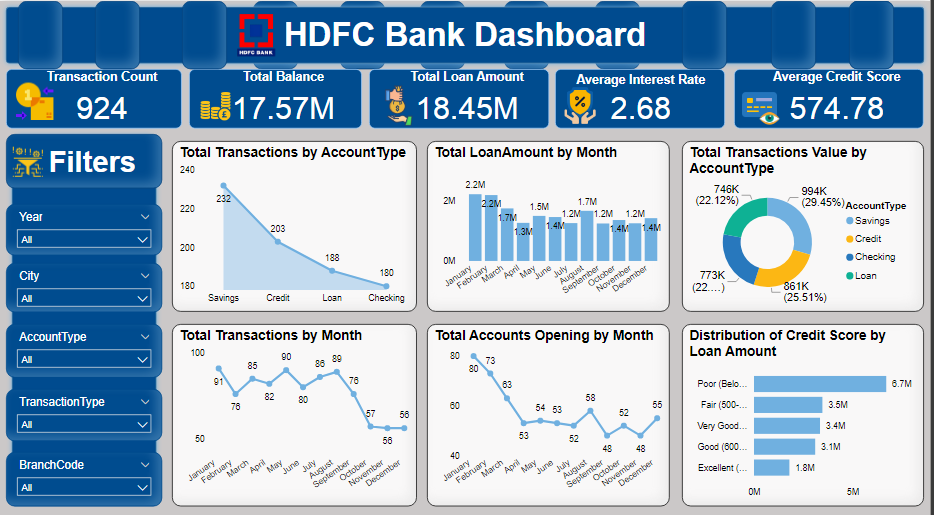 HDFC BANK
HDFC Bank Dashboard
Transaction Count
924
Total Balance
17.57M
Total Loan Amount
18.45M
Average Interest Rate
2.68
Average Credit Score
574.78
Filters
Year
All
City
All
AccountType
All
TransactionType
All
BranchCode
All
Total Transactions by AccountType
240
220
200
180
232
203
188
180
Savings
Credit
Loan
Checking
Total LoanAmount by Month
2M
0M
2.2M
2.2M
1.7M
1.3M
1.5M
1.4M
1.2M
1.7M
1.2M
1.4M
1.2M
1.4M
January
February
March
April
May
June
July
August
September
October
November
December
Total Transactions Value by
AccountType
746K
(22.12%)
994K
(29.45%)
773K
(22....)
861K
(25.51%)
AccountType
Savings
Credit
Checking
Loan
Total Transactions by Month
100
50
91
76
85
82
90
80
86
89
76
57
56
56
January
February
March
April
May
June
July
August
September
October
November
December
Total Accounts Opening by Month
80
60
40
80
73
63
53
54
53
52
58
48
52
48
55
January
February
March
April
May
June
July
August
September
October
November
December
Distribution of Credit Score by
Loan Amount
Poor (Belo...
6.7M
Fair (500-...
3.5M
Very Good...
3.4M
Good (600...
3.1M
Excellent (...
1.8M
0M
5M